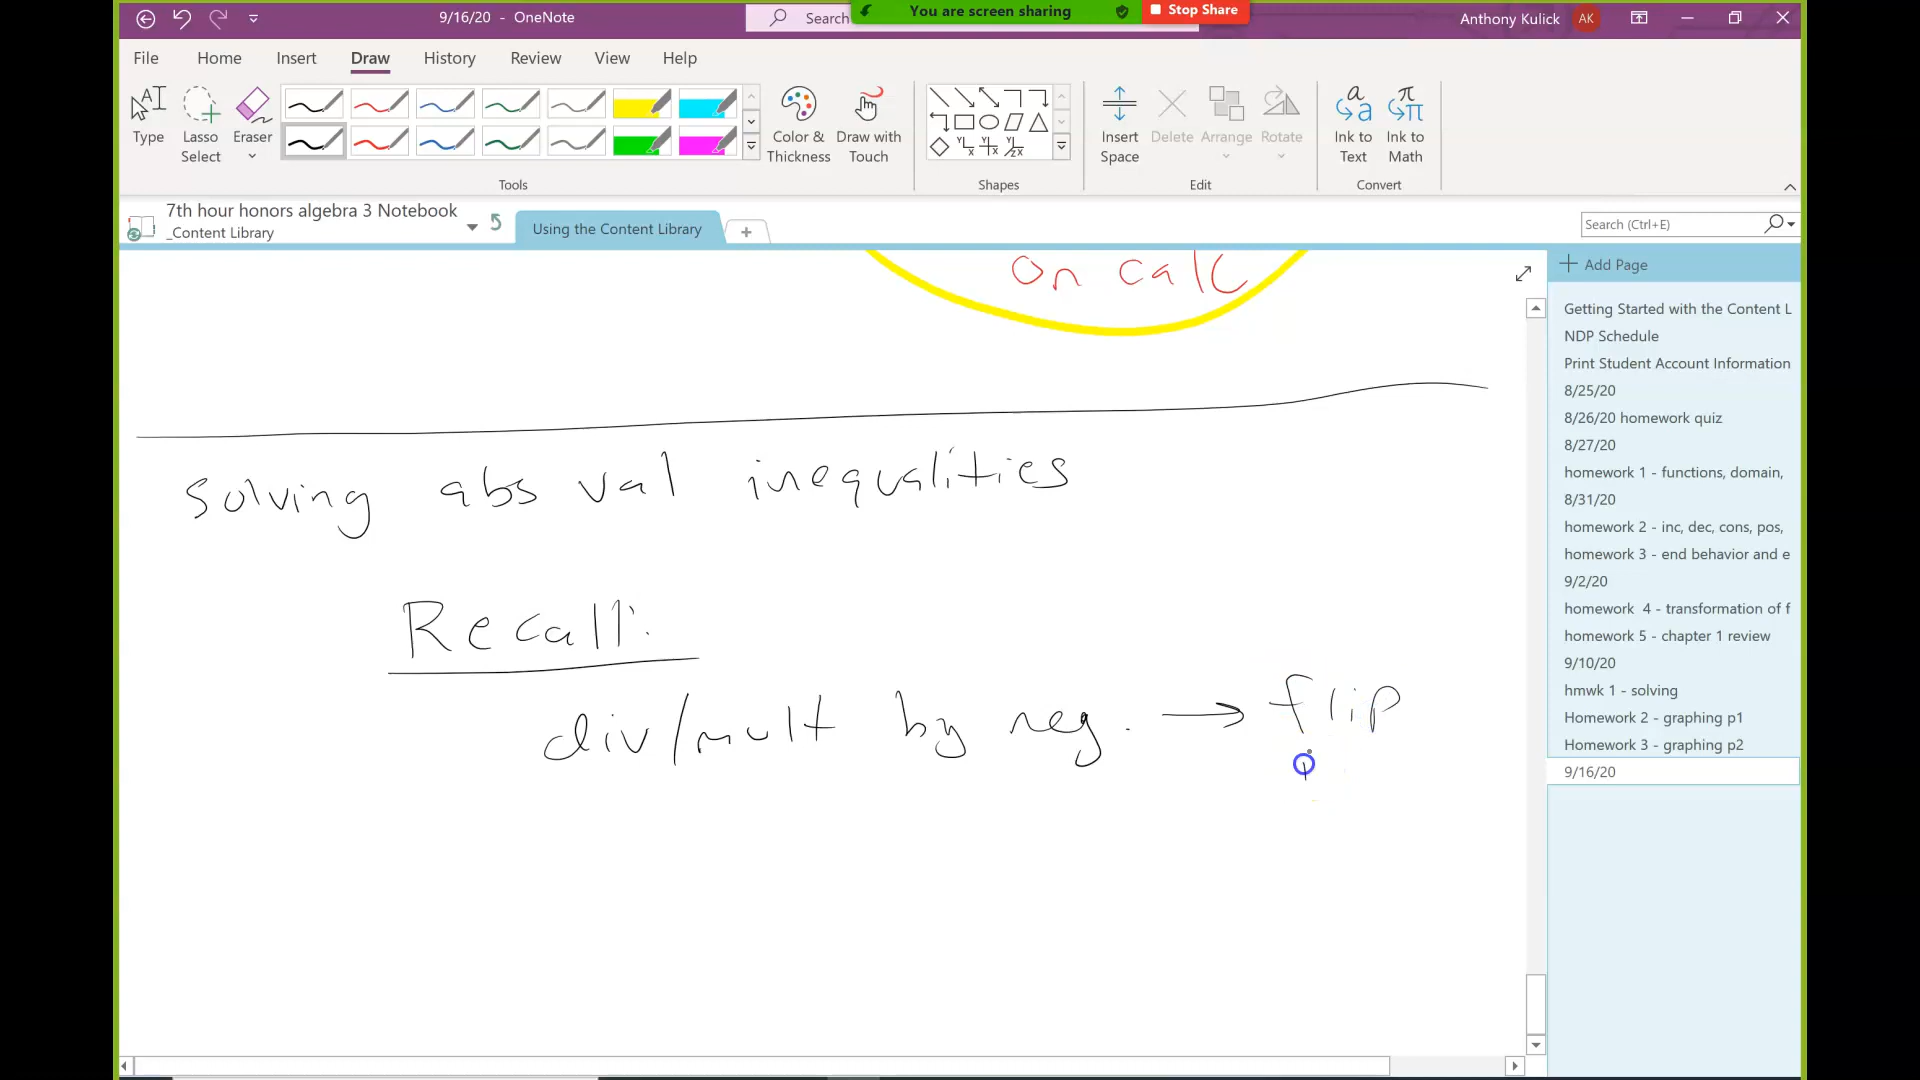 9/16/20 - OneNote
Search
You are screen sharing
Stop Share
Anthony Kulick
AK
File Home Insert Draw History Review View Help
Type
Lasso Select
Eraser
Color & Thickness
Draw with Touch
Insert Space
Delete
Arrange
Rotate
Ink to Text
Ink to Math
Tools
Shapes
Edit
Convert
7th hour honors algebra 3 Notebook
_Content Library
Using the Content Library
Search (Ctrl+E)
on calc
solving abs val inequalities
Recall:
div/mult by neg. → flip
Add Page
Getting Started with the Content L
NDP Schedule
Print Student Account Information
8/25/20
8/26/20 homework quiz
8/27/20
homework 1 - functions, domain,
8/31/20
homework 2 - inc, dec, cons, pos,
homework 3 - end behavior and e
9/2/20
homework 4 - transformation of f
homework 5 - chapter 1 review
9/10/20
hmwk 1 - solving
Homework 2 - graphing p1
Homework 3 - graphing p2
9/16/20